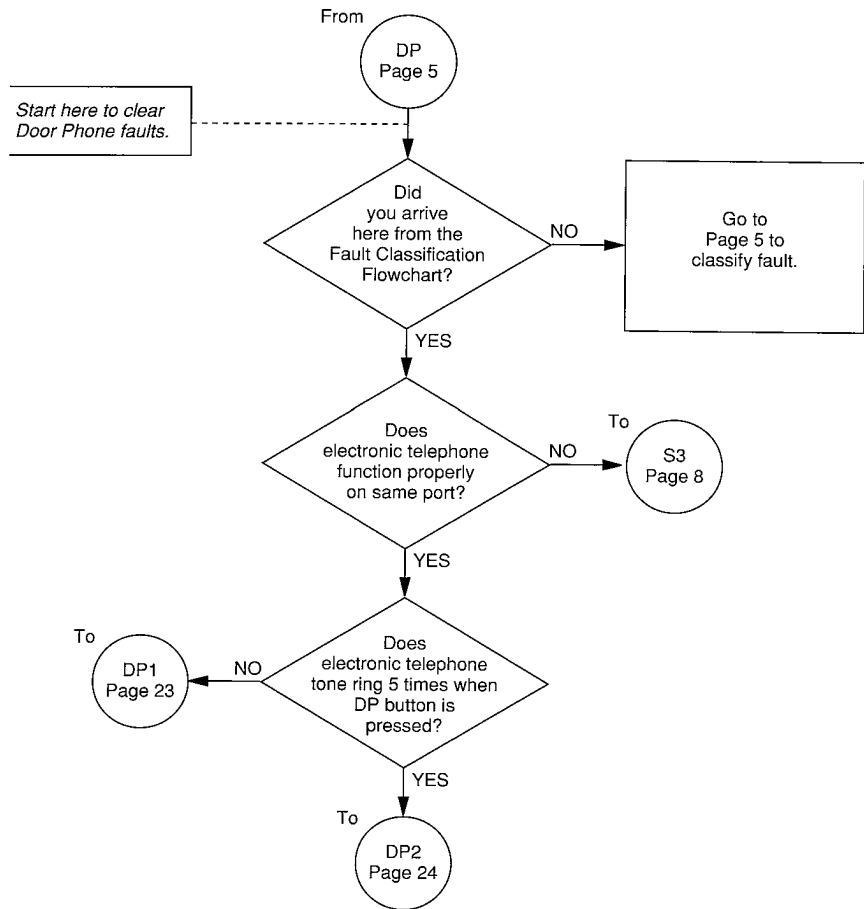 From
DP
Page 5
Start here to clear
Door Phone faults.
Did
you arrive
here from the
Fault Classification
Flowchart?
NO
Go to
Page 5 to
classify fault.
YES
Does
electronic telephone
function properly
on same port?
NO
To
S3
Page 8
YES
Does
electronic telephone
tone ring 5 times when
DP button is
pressed?
NO
To
DP1
Page 23
YES
To
DP2
Page 24